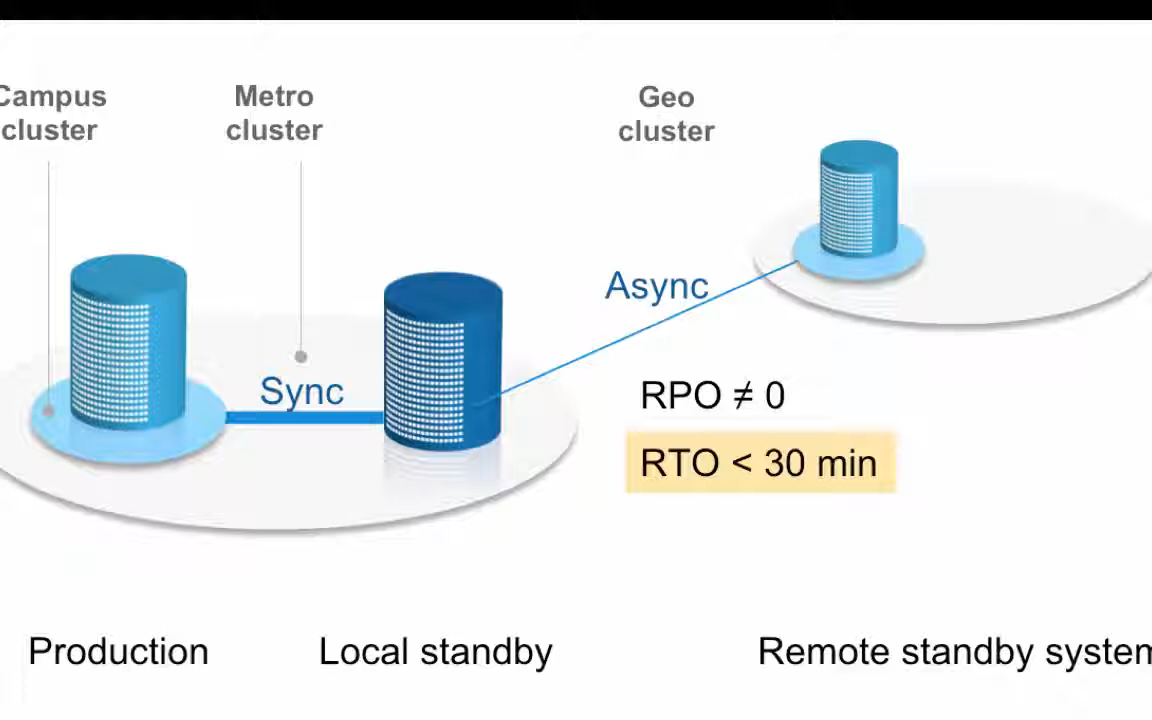 Campus
cluster
Metro
cluster
Geo
cluster
Async
Sync
RPO ≠ 0
RTO < 30 min
Production
Local standby
Remote standby system